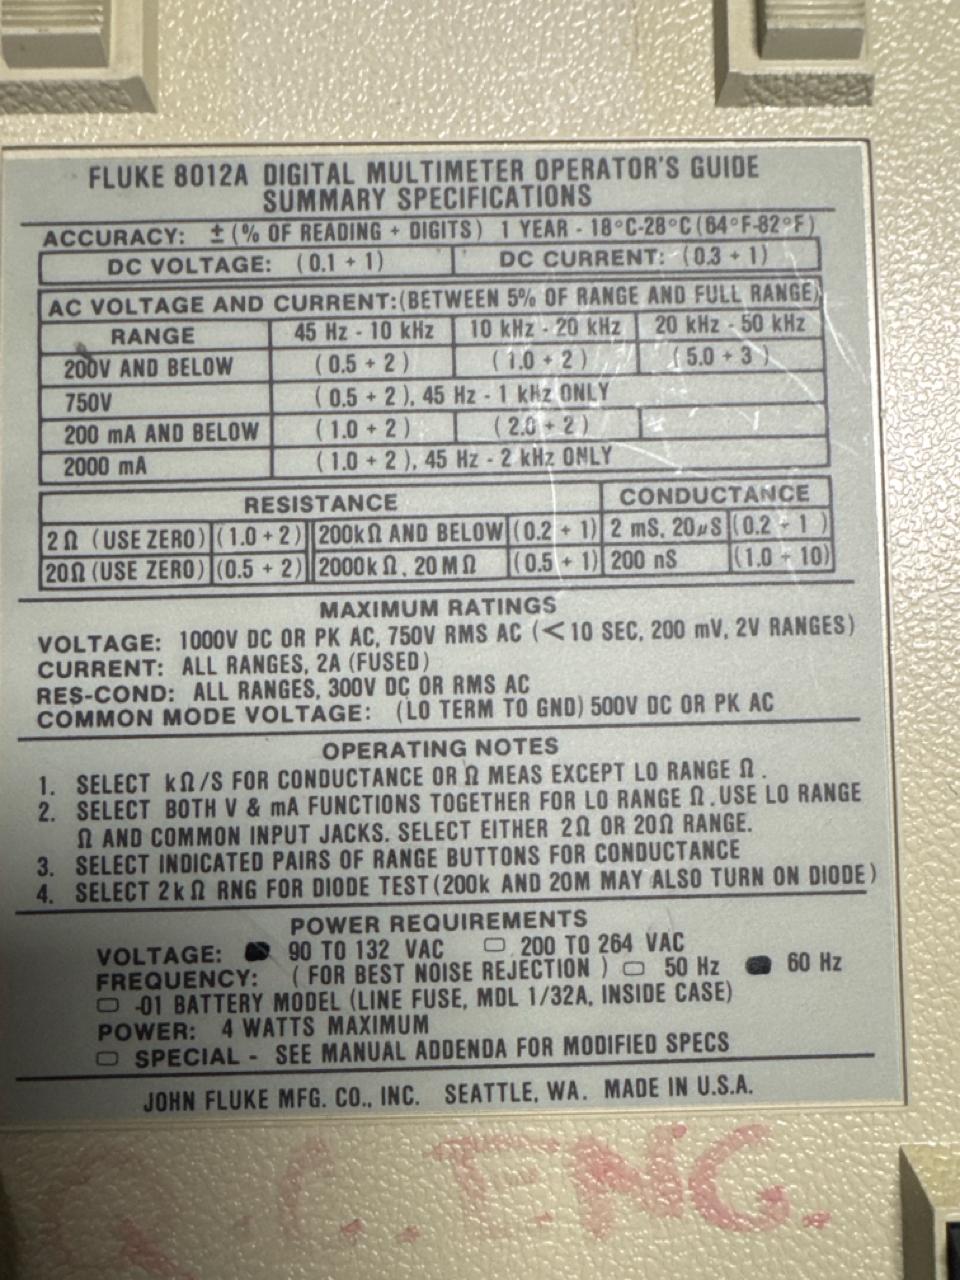 FLUKE 8012A DIGITAL MULTIMETER OPERATOR'S GUIDE
SUMMARY SPECIFICATIONS
ACCURACY: ± (% OF READING + DIGITS) 1 YEAR - 18°C-28°C (64°F-82°F)
DC VOLTAGE: (0.1 + 1) DC CURRENT: (0.3 + 1)
AC VOLTAGE AND CURRENT: (BETWEEN 5% OF RANGE AND FULL RANGE)
RANGE 45 Hz - 10 kHz 10 kHz - 20 kHz 20 kHz - 50 kHz
200V AND BELOW (0.5 + 2) (1.0 + 2) (5.0 + 3)
750V (0.5 + 2), 45 Hz - 1 kHz ONLY
200 mA AND BELOW (1.0 + 2) (2.0 + 2)
2000 mA (1.0 + 2), 45 Hz - 2 kHz ONLY
RESISTANCE CONDUCTANCE
2Ω (USE ZERO) (1.0 + 2) 200kΩ AND BELOW (0.2 + 1) 2 mS, 20µS (0.2 + 1)
20Ω (USE ZERO) (0.5 + 2) 2000kΩ, 20MΩ (0.5 + 1) 200 nS (1.0 + 10)
MAXIMUM RATINGS
VOLTAGE: 1000V DC OR PK AC, 750V RMS AC (<10 SEC, 200 mV, 2V RANGES)
CURRENT: ALL RANGES, 2A (FUSED)
RES-COND: ALL RANGES, 300V DC OR RMS AC
COMMON MODE VOLTAGE: (LO TERM TO GND) 500V DC OR PK AC
OPERATING NOTES
1. SELECT kΩ/S FOR CONDUCTANCE OR Ω MEAS EXCEPT LO RANGE Ω.
2. SELECT BOTH V & mA FUNCTIONS TOGETHER FOR LO RANGE Ω. USE LO RANGE
Ω AND COMMON INPUT JACKS. SELECT EITHER 2Ω OR 20Ω RANGE.
3. SELECT INDICATED PAIRS OF RANGE BUTTONS FOR CONDUCTANCE
4. SELECT 2kΩ RNG FOR DIODE TEST (200k AND 20M MAY ALSO TURN ON DIODE)
POWER REQUIREMENTS
VOLTAGE: 90 TO 132 VAC 200 TO 264 VAC
FREQUENCY: (FOR BEST NOISE REJECTION) 50 Hz 60 Hz
-01 BATTERY MODEL (LINE FUSE, MDL 1/32A, INSIDE CASE)
POWER: 4 WATTS MAXIMUM
SPECIAL - SEE MANUAL ADDENDA FOR MODIFIED SPECS
JOHN FLUKE MFG. CO., INC. SEATTLE, WA. MADE IN U.S.A.
ENG.